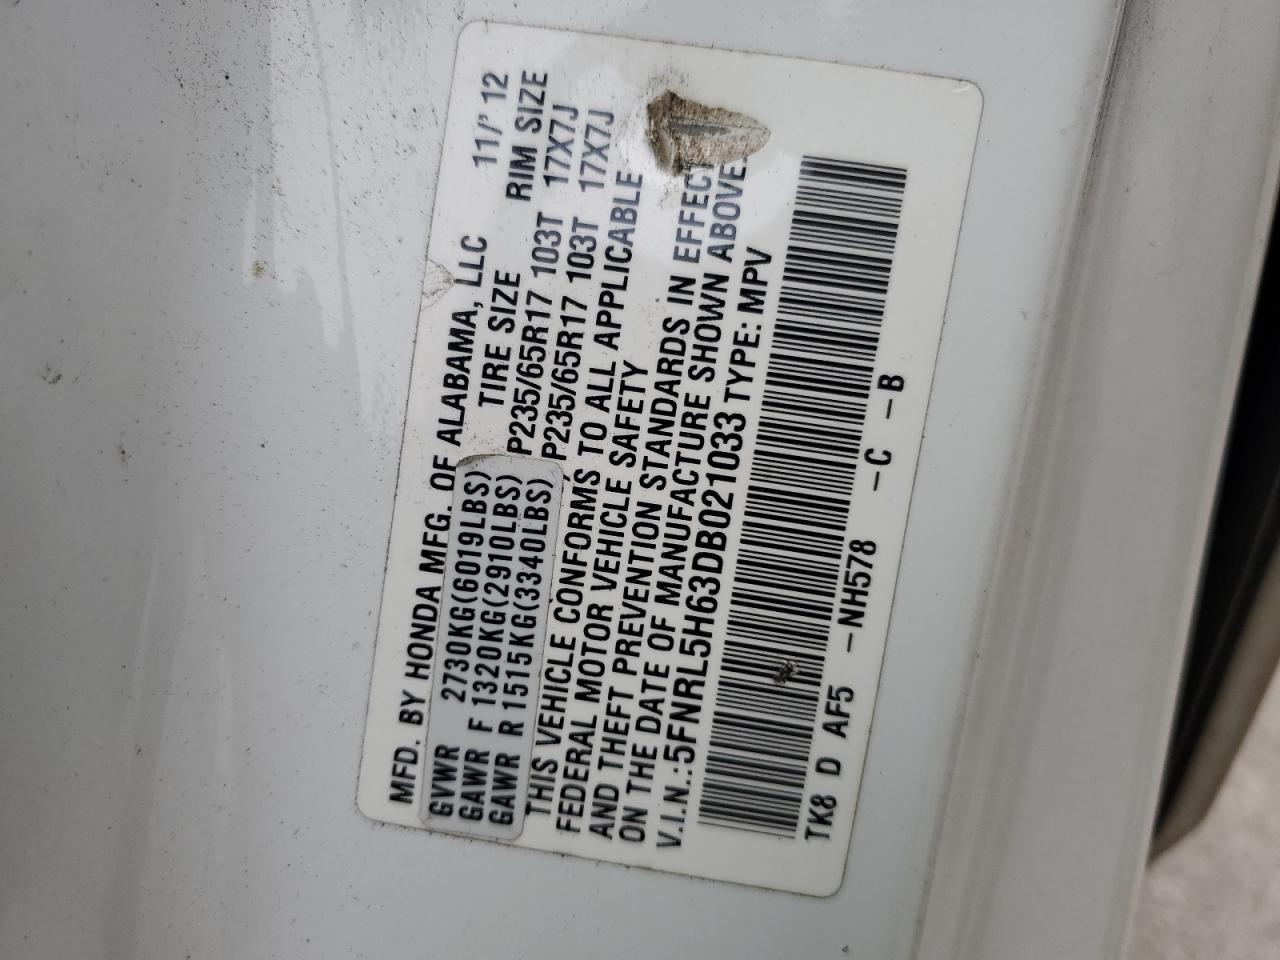 MFD. BY HONDA MFG. OF ALABAMA, LLC 11/' 12
TIRE SIZE RIM SIZE
GVWR 2730KG(6019LBS)
GAWR F 1320KG(2910LBS) P235/65R17 103T 17X7J
GAWR R 1515KG(3340LBS) P235/65R17 103T 17X7J
THIS VEHICLE CONFORMS TO ALL APPLICABLE
FEDERAL MOTOR VEHICLE SAFETY
AND THEFT PREVENTION STANDARDS IN EFFECT
ON THE DATE OF MANUFACTURE SHOWN ABOVE.
V.I.N.:5FNRL5H63DB021033 TYPE: MPV
TK8 D AF5 -NH578 -C -B